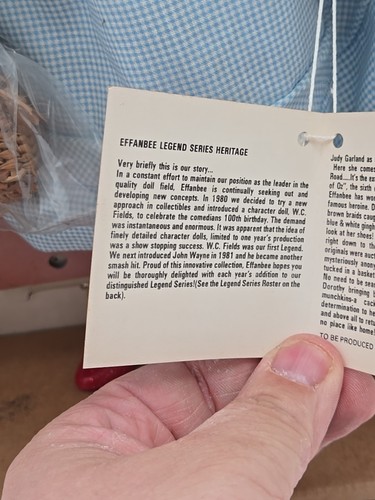 EFFANBEE LEGEND SERIES HERITAGE
Very briefly this is our story...
In a constant effort to maintain our position as the leader in the
quality doll field, Effanbee is continually seeking out and
developing new concepts. In 1980 we decided to try a new
approach in collectibles and introduced a character doll, W.C.
Fields, to celebrate the comedians 100th birthday. The demand
was instantaneous and enormous. It was apparent that the idea of
finely detailed character dolls, limited to one year's production
was a show stopping success. W.C. Fields was our first Legend.
We next introduced John Wayne in 1981 and he became another
smash hit. Proud of this innovative collection, Effanbee hopes you
will be thoroughly delighted with each year's addition to our
distinguished Legend Series!(See the Legend Series Roster on the
back).
Judy Garland as
Here she comes
Road....It's the ex
of Oz", the sixth
Effanbee has wo
famous heroine. D
brown braids caug
blue & white gingh
look at her shoes!
right down to th
originals were auct
mysteriously anony
tucked in a basket
No need to be sear
Dorothy bringing b
munchkins-a cack
determination to he
and above all to retu
no place like home!
TO BE PRODUCED